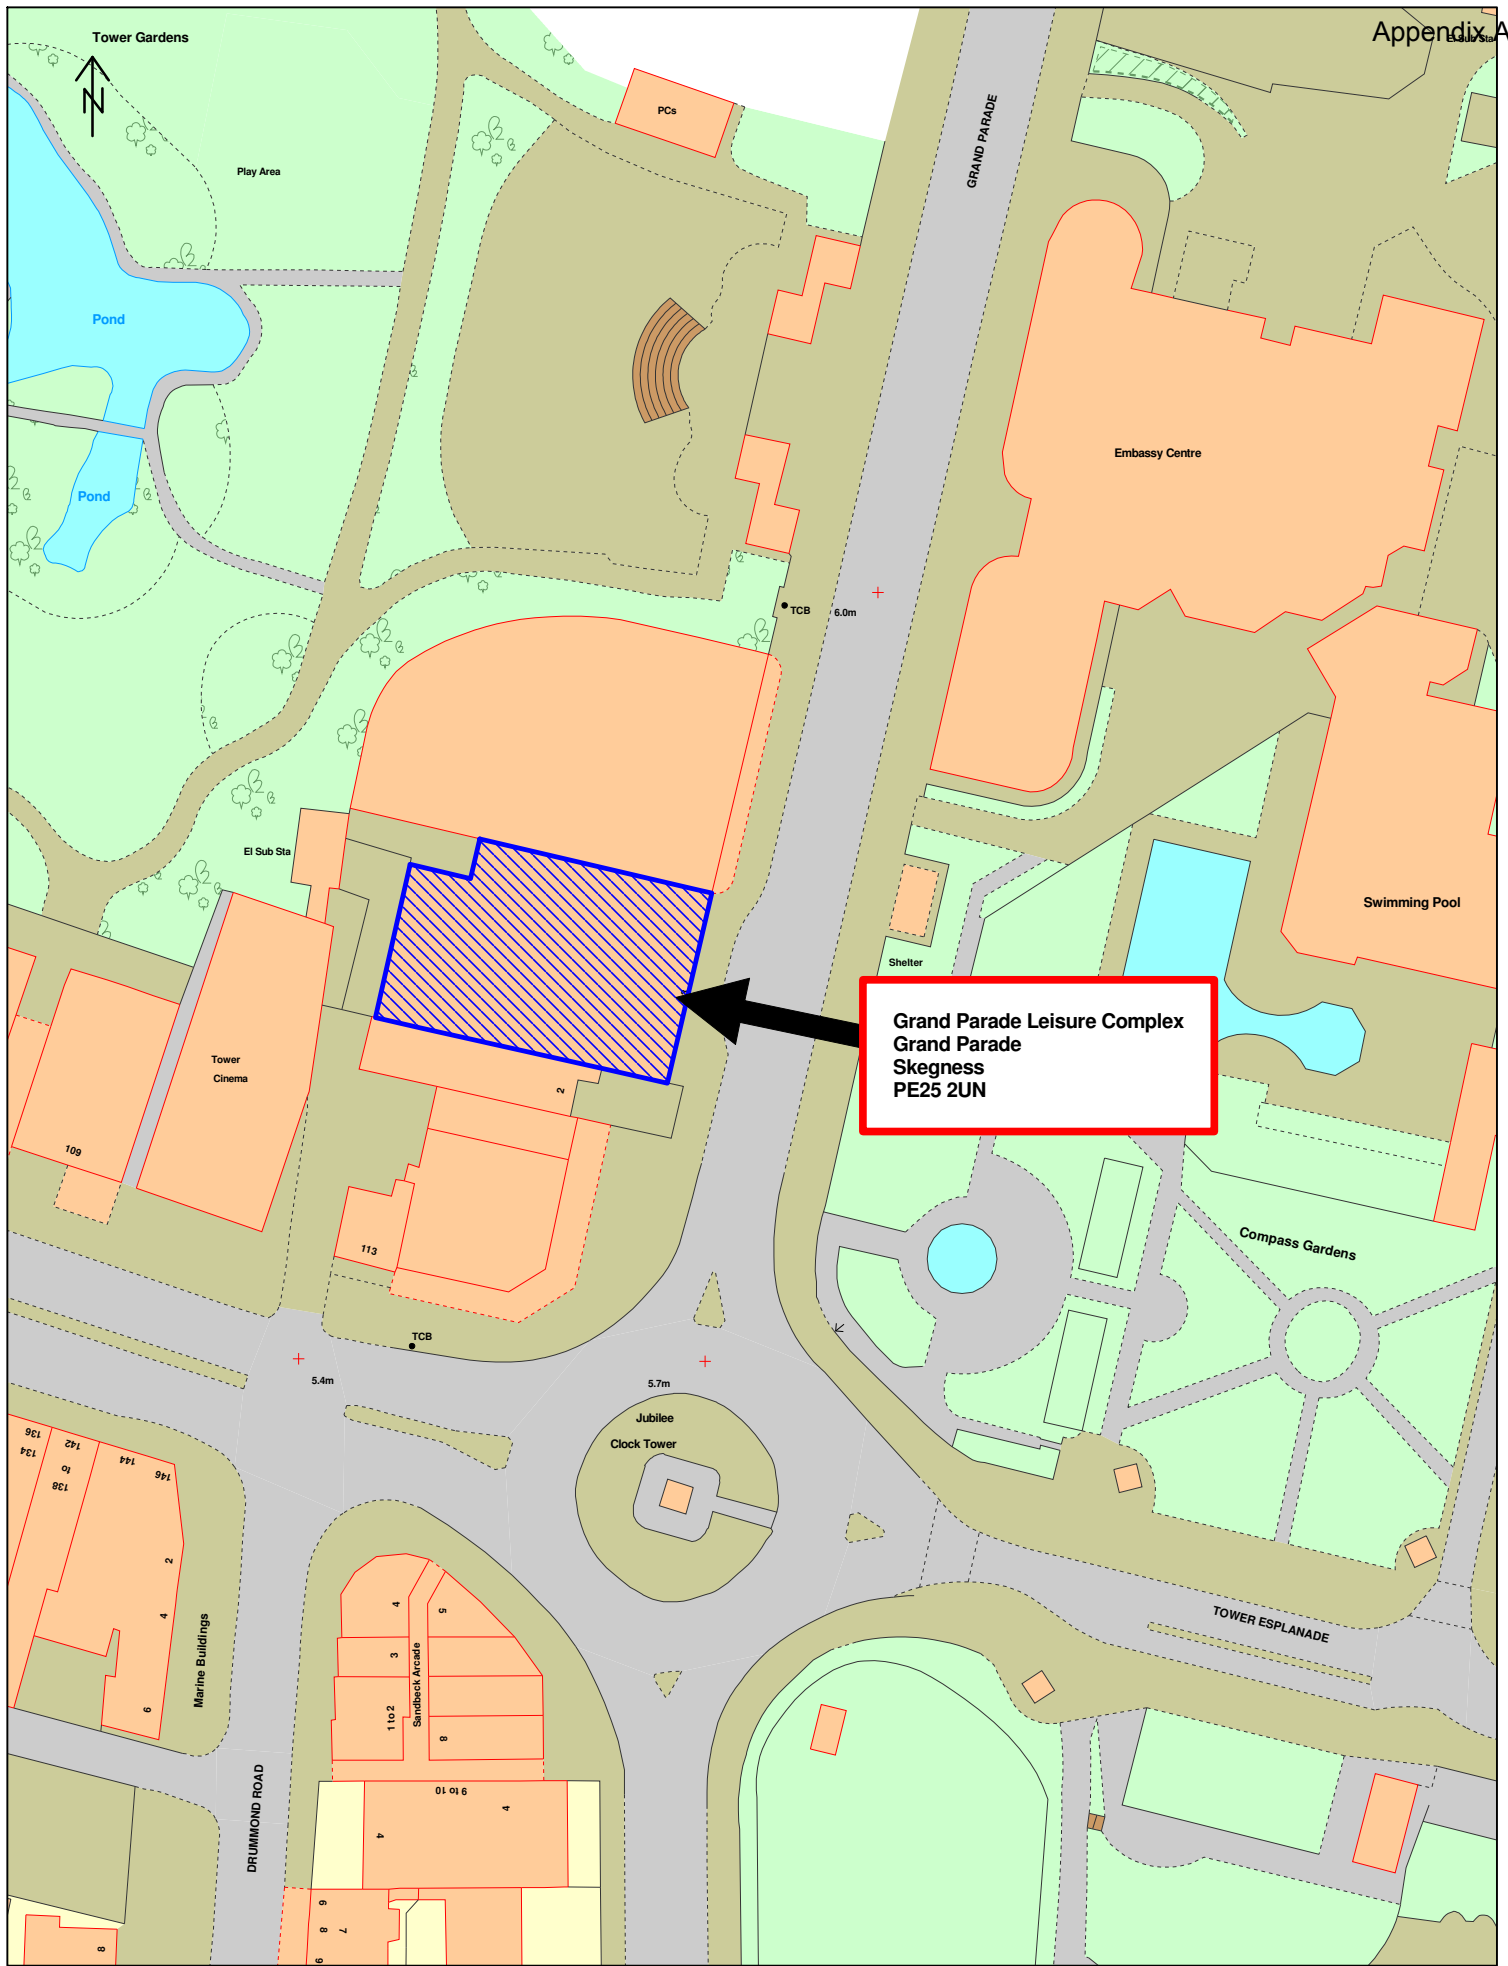 Appendix A
El Sub Sta
Tower Gardens
N
PCs
GRAND PARADE
Play Area
Pond
Embassy Centre
Pond
TCB
6.0m
El Sub Sta
Swimming Pool
Shelter
Grand Parade Leisure Complex
Grand Parade
Skegness
PE25 2UN
Tower
Cinema
2
109
113
Compass Gardens
TCB
5.4m
5.7m
Jubilee
Clock Tower
136
134
142
to
138
144
146
2
4
6
Marine Buildings
4
5
3
Sandbeck Arcade
1 to 2
8
9 to 10
4
4
TOWER ESPLANADE
DRUMMOND ROAD
6
8
7
9
8